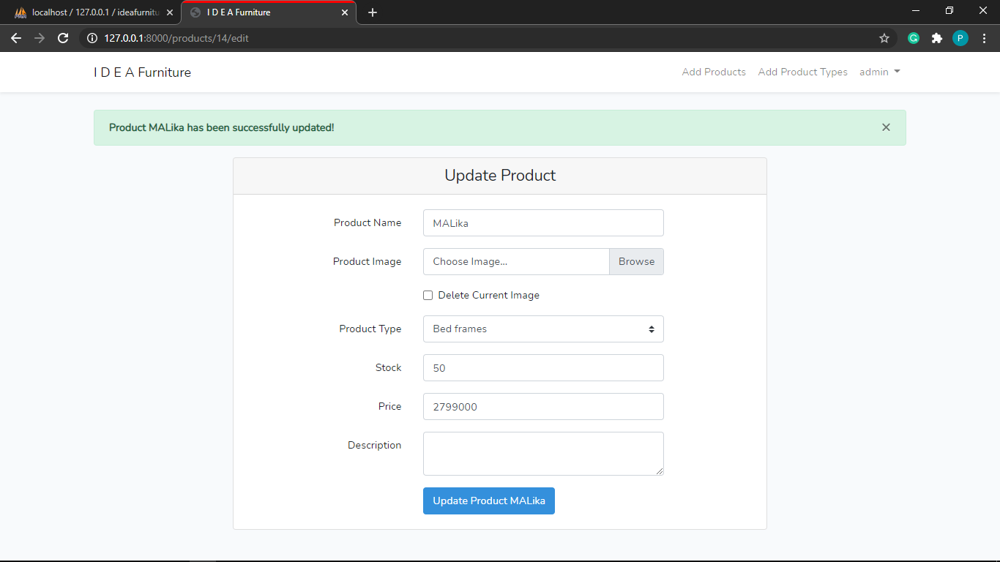 localhost / 127.0.0.1 / ideafurnitu
I D E A Furniture
127.0.0.1:8000/products/14/edit
G
P
I D E A Furniture
Add Products
Add Product Types
admin
Product MALika has been successfully updated!
Update Product
Product Name
MALika
Product Image
Choose Image...
Browse
Delete Current Image
Product Type
Bed frames
Stock
50
Price
2799000
Description
Update Product MALika